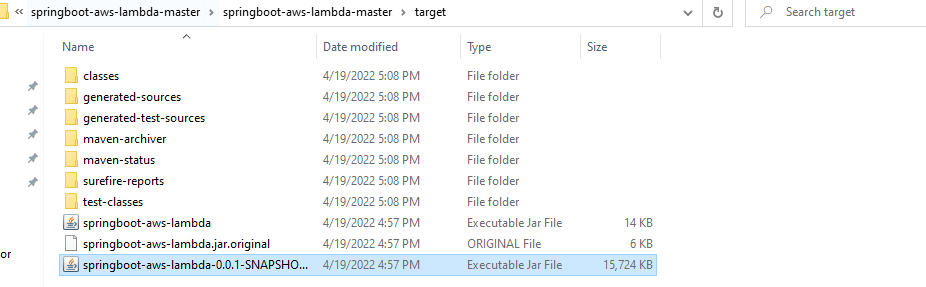 springboot-aws-lambda-master > springboot-aws-lambda-master > target Search target
Name Date modified Type Size
classes 4/19/2022 5:08 PM File folder
generated-sources 4/19/2022 5:08 PM File folder
generated-test-sources 4/19/2022 5:08 PM File folder
maven-archiver 4/19/2022 5:08 PM File folder
maven-status 4/19/2022 5:08 PM File folder
surefire-reports 4/19/2022 5:08 PM File folder
test-classes 4/19/2022 5:08 PM File folder
springboot-aws-lambda 4/19/2022 4:57 PM Executable Jar File 14 KB
springboot-aws-lambda.jar.original 4/19/2022 4:57 PM ORIGINAL File 6 KB
or
springboot-aws-lambda-0.0.1-SNAPSHO... 4/19/2022 4:57 PM Executable Jar File 15,724 KB